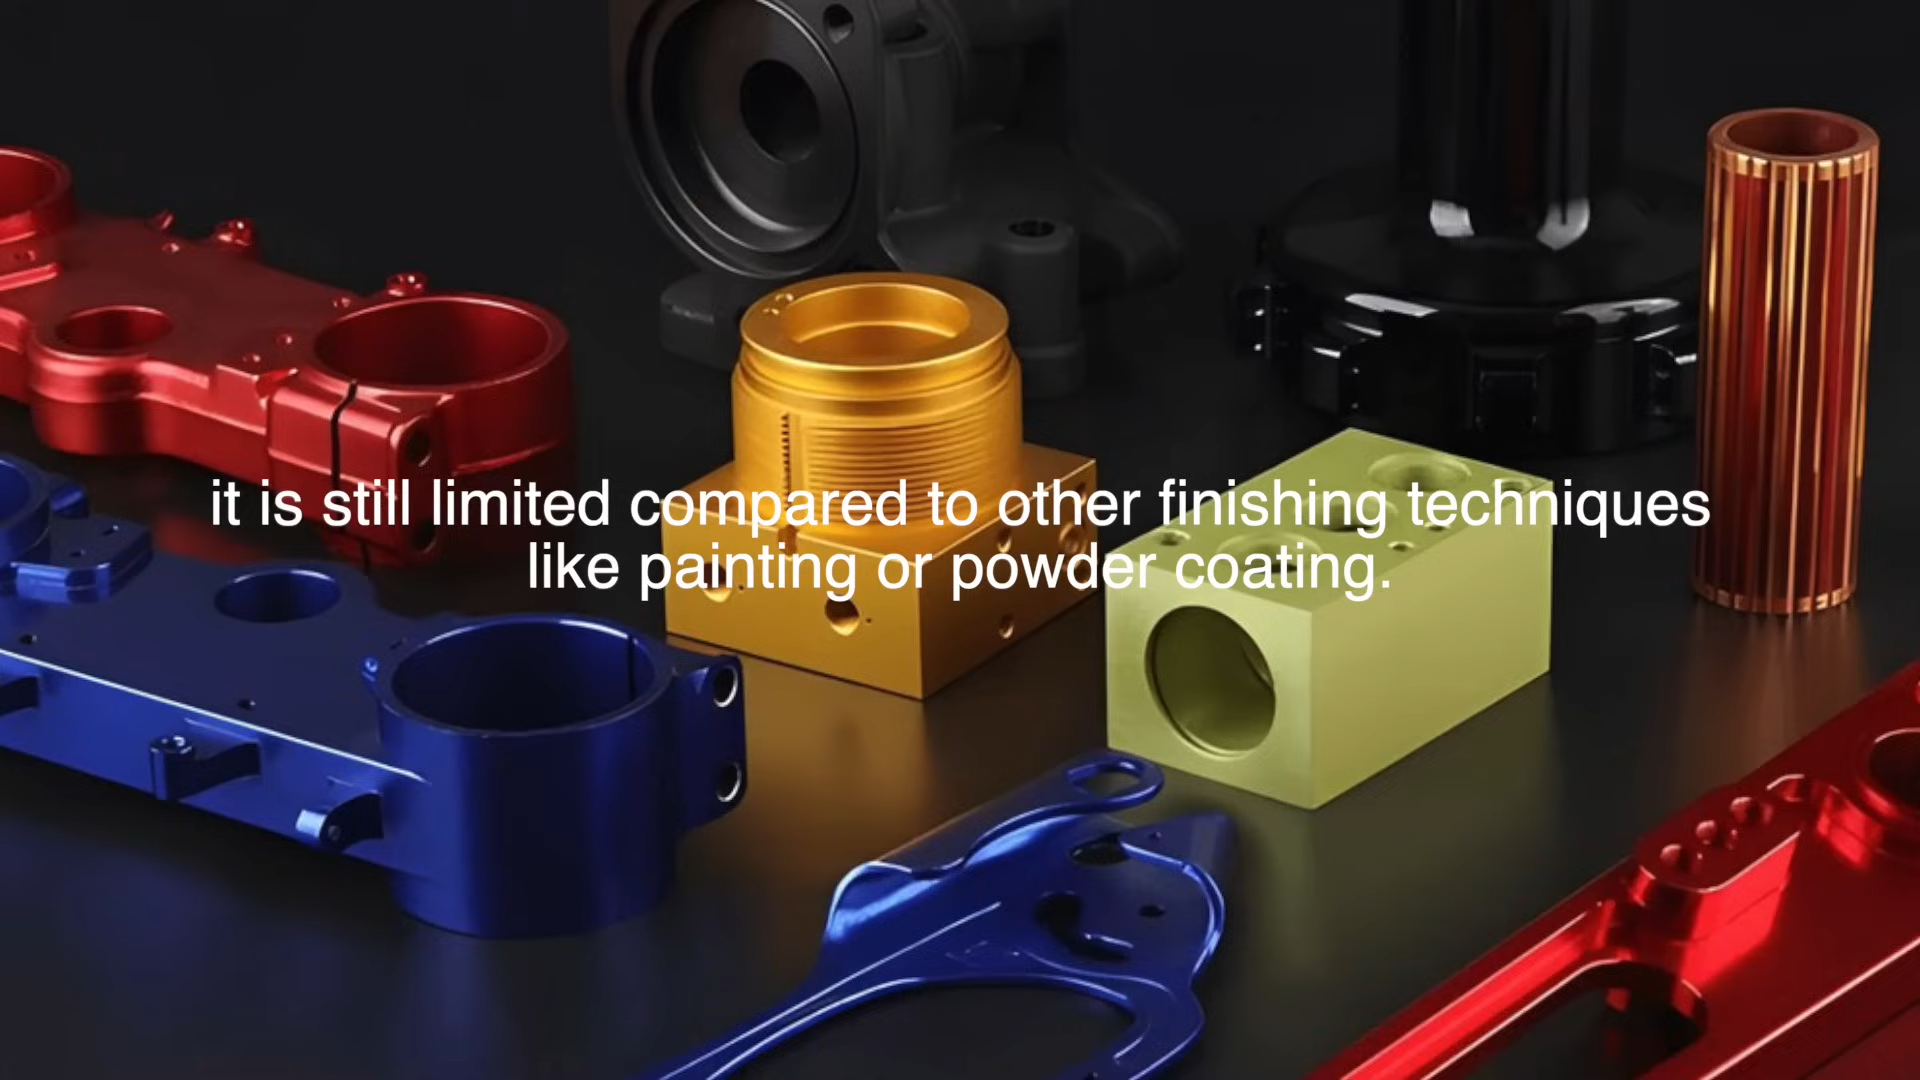 it is still limited compared to other finishing techniques
like painting or powder coating.